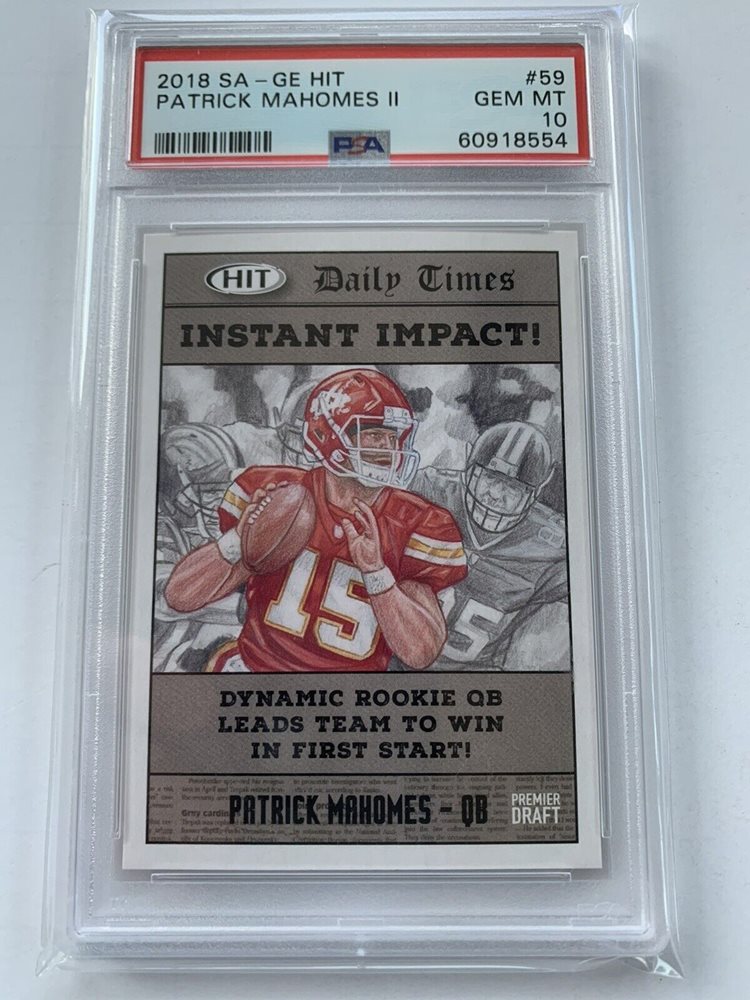 2018 SA-GE HIT #59
PATRICK MAHOMES II GEM MT
10
PSA 60918554
HIT Daily Times
INSTANT IMPACT!
15
DYNAMIC ROOKIE QB
LEADS TEAM TO WIN
IN FIRST START!
PATRICK MAHOMES - QB
PREMIER
DRAFT